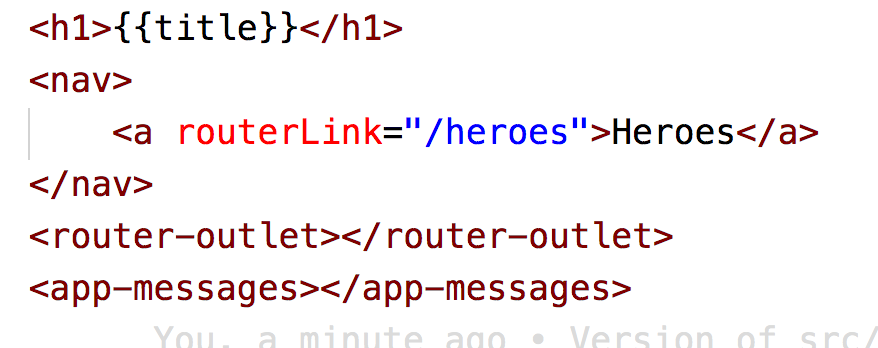 <h1>{{title}}</h1>
<nav>
    <a routerLink="/heroes">Heroes</a>
</nav>
<router-outlet></router-outlet>
<app-messages></app-messages>
You, a minute ago • Version of src/